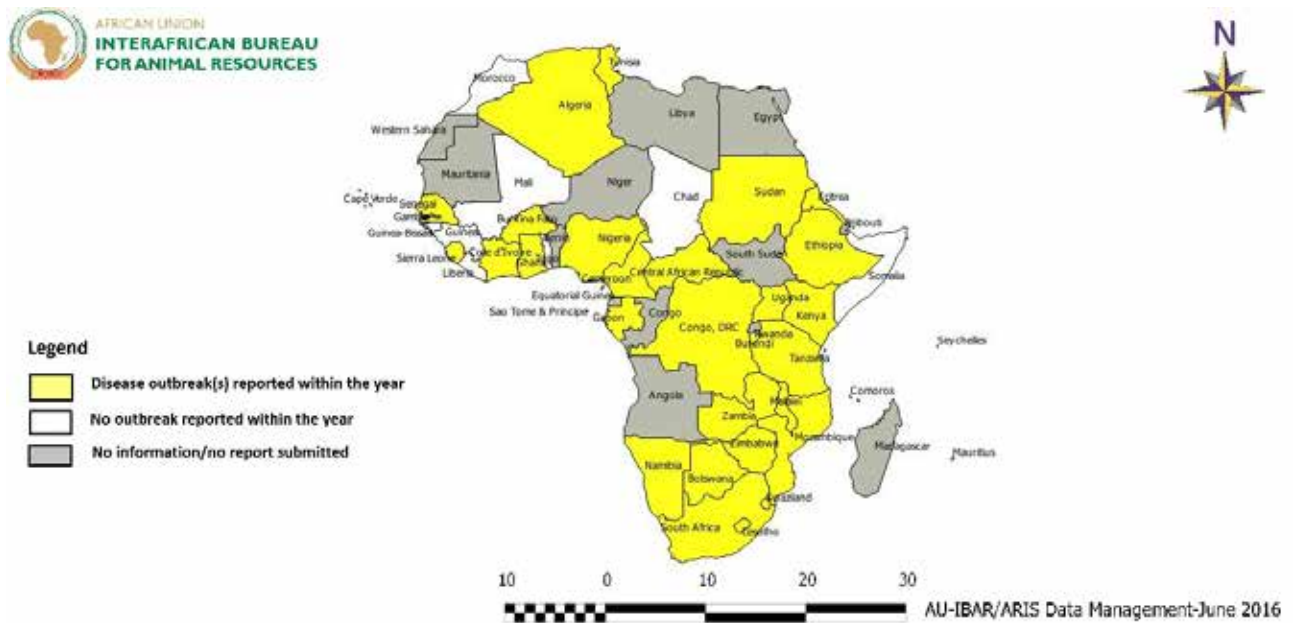 AFRICAN UNION
INTERAFRICAN BUREAU
FOR ANIMAL RESOURCES
N
Tunisia
Morocco
Algeria
Libya
Egypt
Western Sahara
Mauritania
Mali
Niger
Chad
Sudan
Eritrea
Cape Verde
Senegal
Burkina Faso
Djibouti
Guinea-Bissau
Guinea
Nigeria
Ethiopia
Sierra Leone
Cote d'Ivoire
Ghana
Togo
South Sudan
Central African Republic
Cameroon
Liberia
Somalia
Equatorial Guinea
Uganda
Sao Tome & Principe
Gabon
Congo
Kenya
Congo, DRC
Rwanda
Burundi
Seychelles
Tanzania
Legend
Disease outbreak(s) reported within the year
No outbreak reported within the year
No information/no report submitted
Angola
Comoros
Malawi
Zambia
Mozambique
Zimbabwe
Madagascar
Mauritius
Namibia
Botswana
Swaziland
South Africa
Lesotho
10 0 10 20 30
AU-IBAR/ARIS Data Management-June 2016